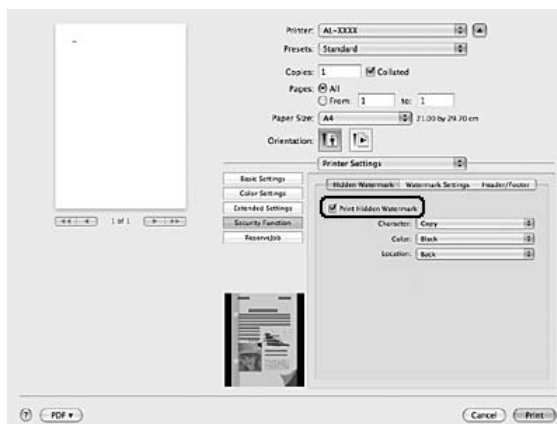 Printer: AL-XXXX
Presets: Standard
Copies: 1 Collated
Pages: All
From: 1 to: 1
Paper Size: A4 21.00 by 29.70 cm
Orientation:
Printer Settings
Basic Settings
Color Settings
Extended Settings
Security Function
ReserveJob
Hidden Watermark Watermark Settings Header/Footer
Print Hidden Watermark
Character: Copy
Color: Black
Location: Back
1 of 1
? PDF Cancel Print